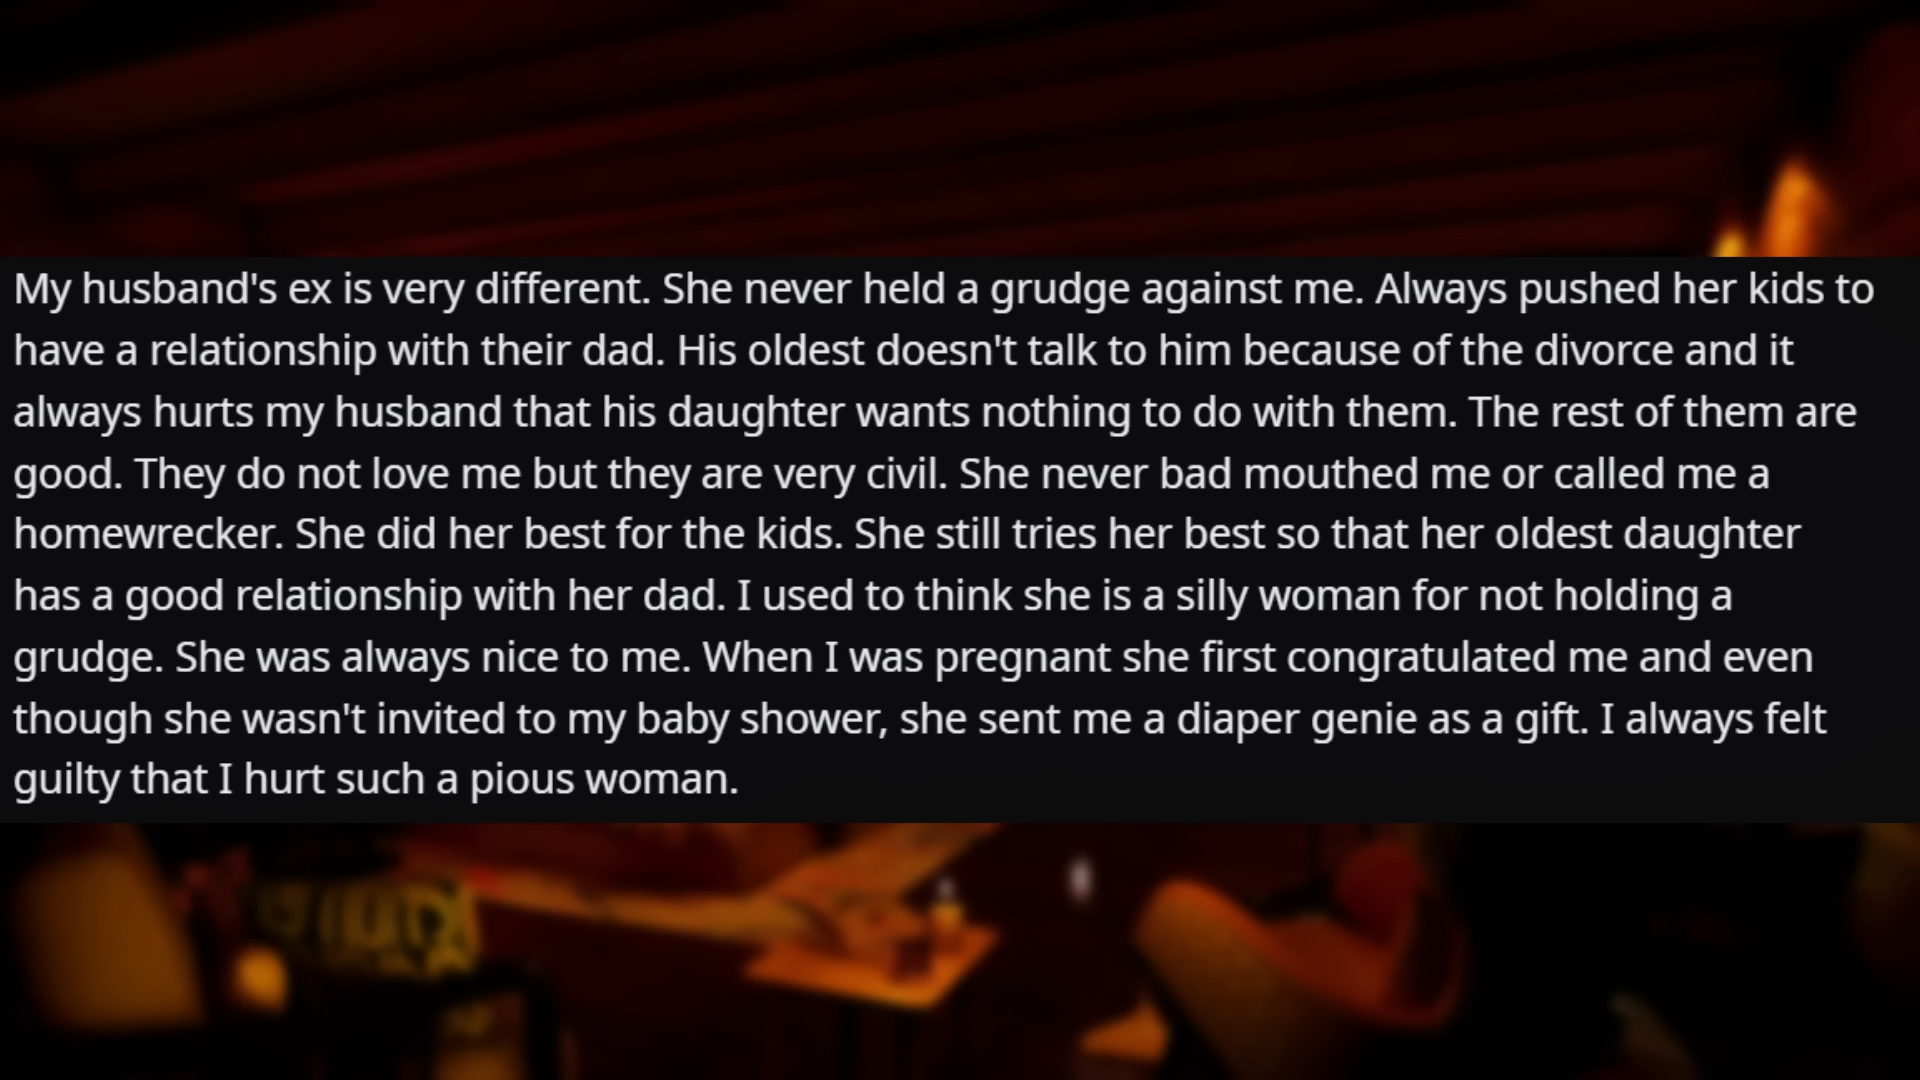 My husband's ex is very different. She never held a grudge against me. Always pushed her kids to
have a relationship with their dad. His oldest doesn't talk to him because of the divorce and it
always hurts my husband that his daughter wants nothing to do with them. The rest of them are
good. They do not love me but they are very civil. She never bad mouthed me or called me a
homewrecker. She did her best for the kids. She still tries her best so that her oldest daughter
has a good relationship with her dad. I used to think she is a silly woman for not holding a
grudge. She was always nice to me. When I was pregnant she first congratulated me and even
though she wasn't invited to my baby shower, she sent me a diaper genie as a gift. I always felt
guilty that I hurt such a pious woman.